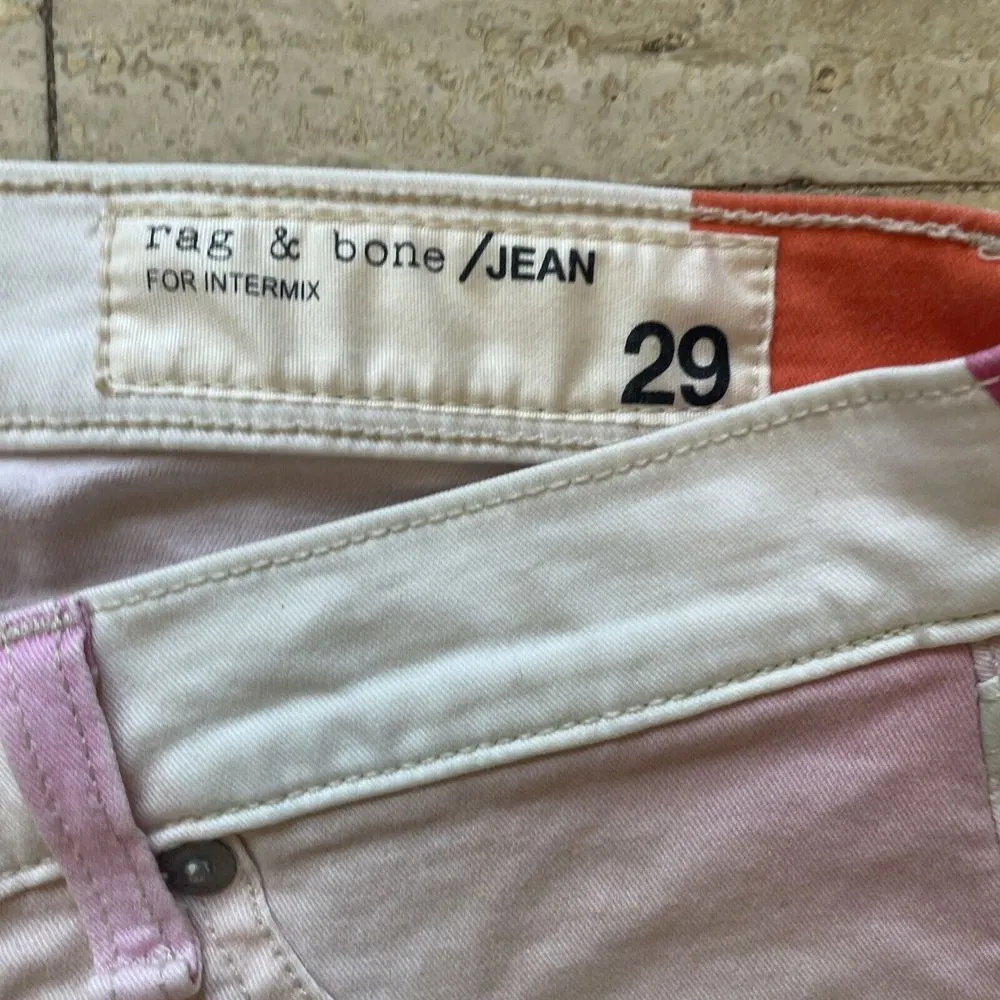 rag & bone /JEAN
FOR INTERMIX
29